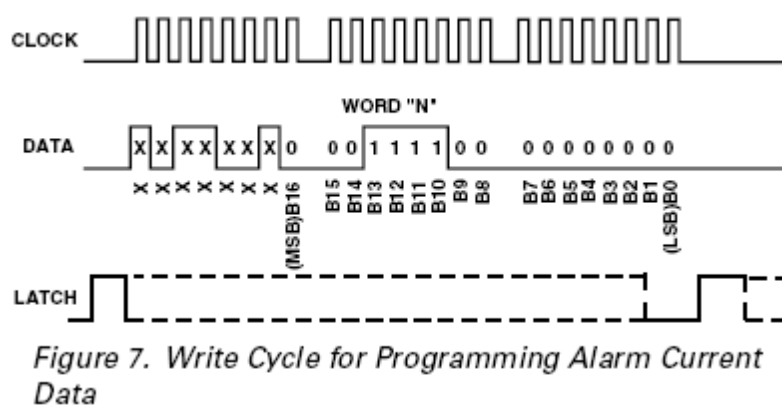 CLOCK
WORD "N"
DATA X X X X X X X 0 0 0 1 1 1 1 0 0 0 0 0 0 0 0 0 0
X X X X X X X (MSB)B16 B15 B14 B13 B12 B11 B10 B9 B8 B7 B6 B5 B4 B3 B2 B1 (LSB)B0
LATCH
Figure 7. Write Cycle for Programming Alarm Current
Data